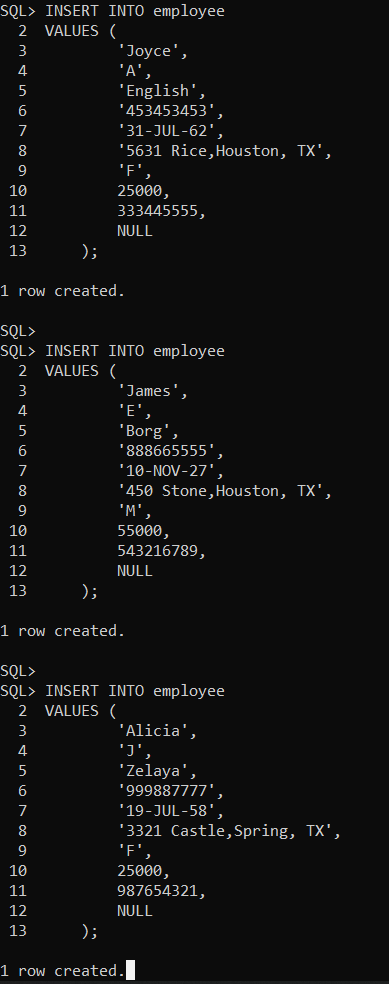 SQL> INSERT INTO employee
  2  VALUES (
  3          'Joyce',
  4          'A',
  5          'English',
  6          '453453453',
  7          '31-JUL-62',
  8          '5631 Rice,Houston, TX',
  9          'F',
 10          25000,
 11          333445555,
 12          NULL
 13      );
1 row created.
SQL>
SQL> INSERT INTO employee
  2  VALUES (
  3          'James',
  4          'E',
  5          'Borg',
  6          '888665555',
  7          '10-NOV-27',
  8          '450 Stone,Houston, TX',
  9          'M',
 10          55000,
 11          543216789,
 12          NULL
 13      );
1 row created.
SQL>
SQL> INSERT INTO employee
  2  VALUES (
  3          'Alicia',
  4          'J',
  5          'Zelaya',
  6          '999887777',
  7          '19-JUL-58',
  8          '3321 Castle,Spring, TX',
  9          'F',
 10          25000,
 11          987654321,
 12          NULL
 13      );
1 row created.